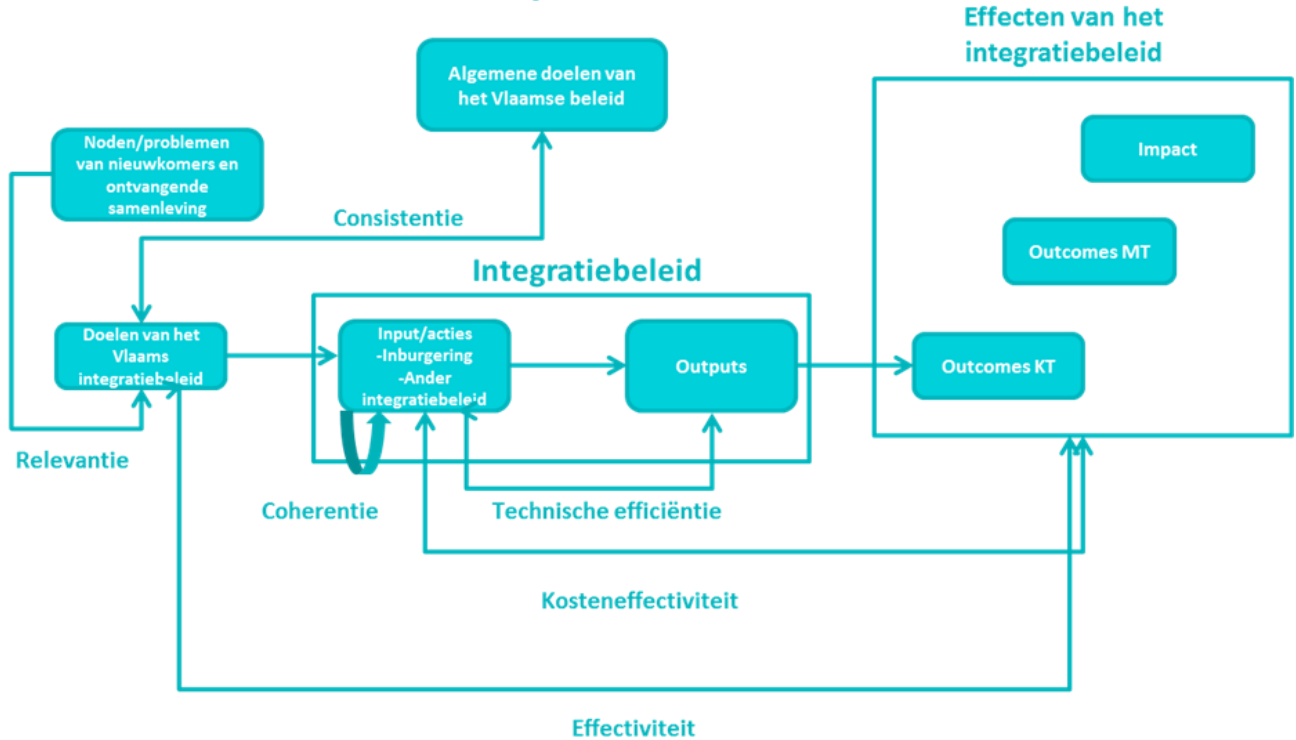 Effecten van het
integratiebeleid
Algemene doelen van
het Vlaamse beleid
Noden/problemen
van nieuwkomers en
ontvangende
samenleving
Impact
Consistentie
Outcomes MT
Integratiebeleid
Doelen van het
Vlaams
integratiebeleid
Input/acties
-Inburgering
-Ander
integratiebeleid
Outputs
Outcomes KT
Relevantie
Coherentie
Technische efficiëntie
Kosteneffectiviteit
Effectiviteit